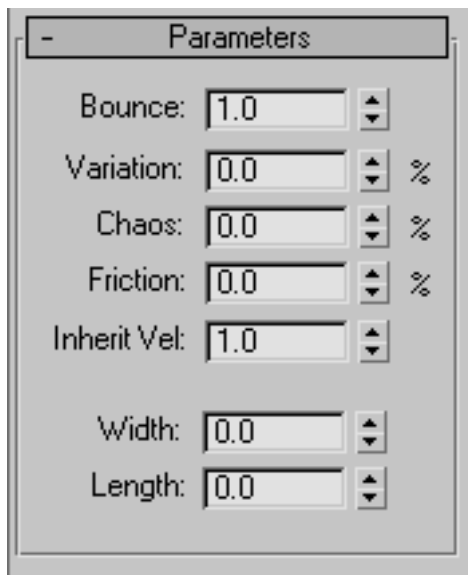 - Parameters
Bounce: 1.0
Variation: 0.0 %
Chaos: 0.0 %
Friction: 0.0 %
Inherit Vel: 1.0
Width: 0.0
Length: 0.0